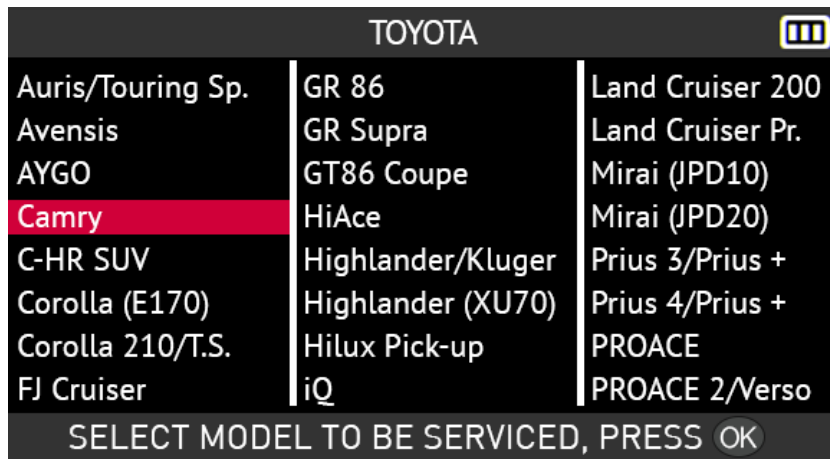 TOYOTA
Auris/Touring Sp.
Avensis
AYGO
Camry
C-HR SUV
Corolla (E170)
Corolla 210/T.S.
FJ Cruiser
GR 86
GR Supra
GT86 Coupe
HiAce
Highlander/Kluger
Highlander (XU70)
Hilux Pick-up
iQ
Land Cruiser 200
Land Cruiser Pr.
Mirai (JPD10)
Mirai (JPD20)
Prius 3/Prius +
Prius 4/Prius +
PROACE
PROACE 2/Verso
SELECT MODEL TO BE SERVICED, PRESS OK